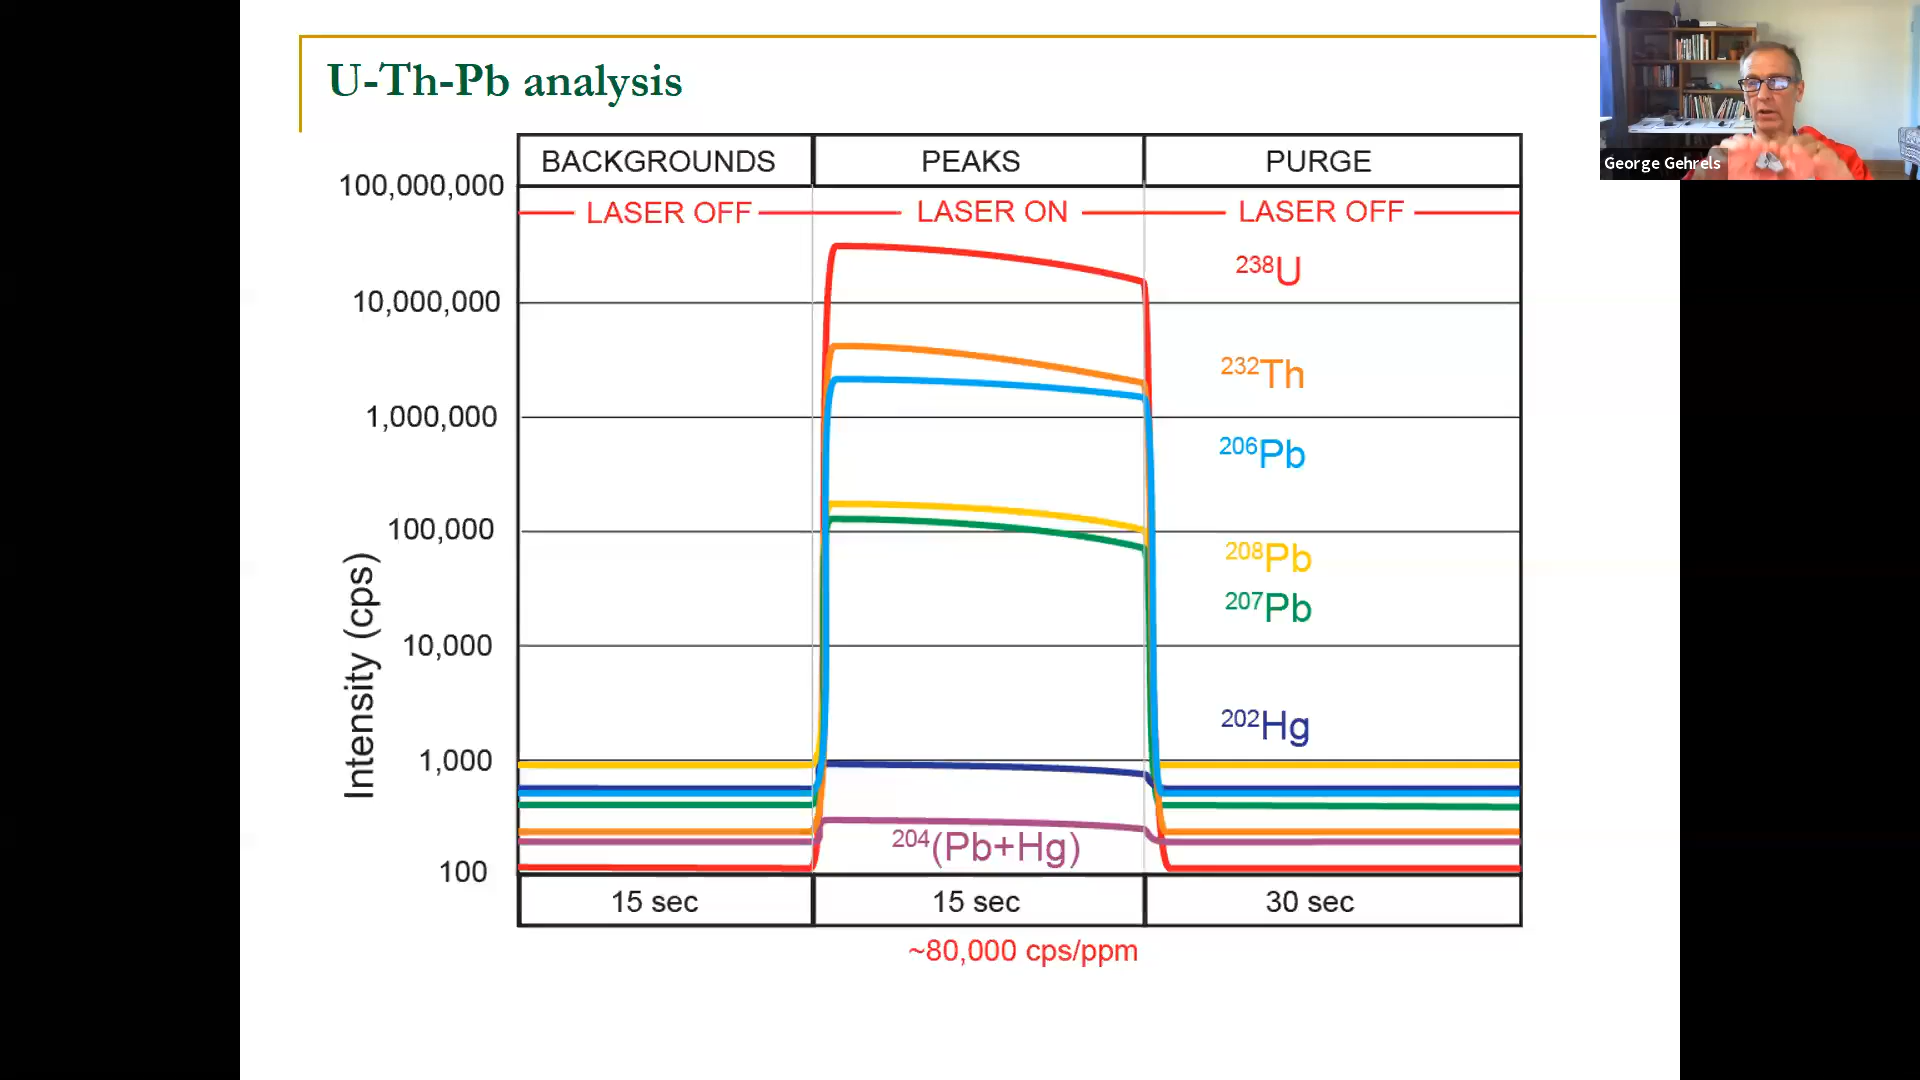 U-Th-Pb analysis
George Gehrels
BACKGROUNDS PEAKS PURGE
100,000,000
LASER OFF LASER ON LASER OFF
238U
10,000,000
232Th
1,000,000
206Pb
100,000
208Pb
207Pb
10,000
202Hg
1,000
204(Pb+Hg)
100
Intensity (cps)
15 sec 15 sec 30 sec
~80,000 cps/ppm